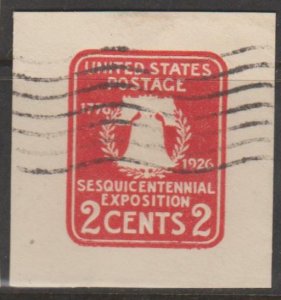 UNITED STATES
POSTAGE
1776
1926
SESQUICENTENNIAL
EXPOSITION
2 CENTS 2